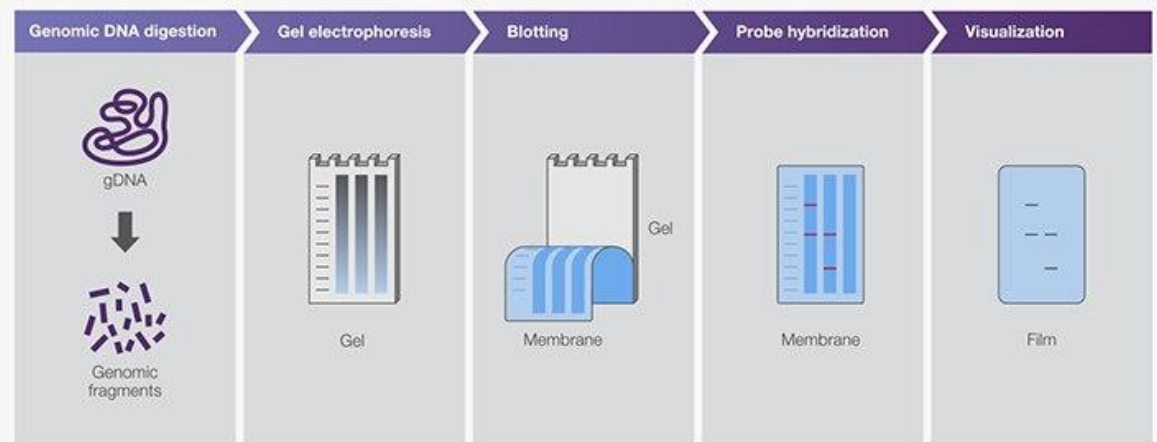 Genomic DNA digestion
Gel electrophoresis
Blotting
Probe hybridization
Visualization
gDNA
Genomic
fragments
Gel
Gel
Membrane
Membrane
Film